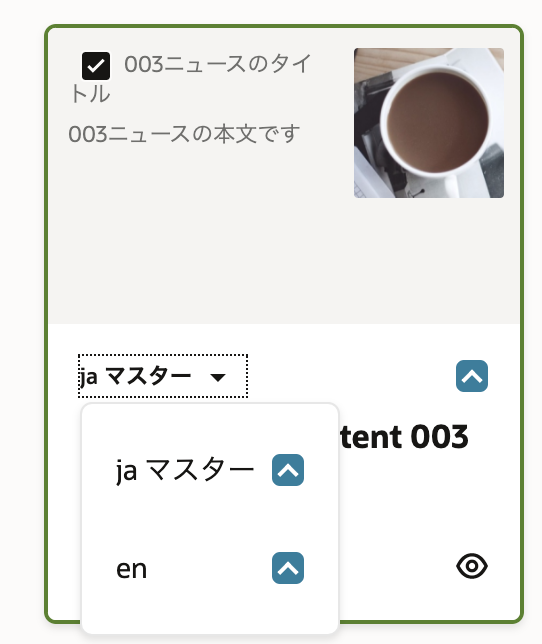 003ニュースのタイ
トル
003ニュースの本文です
ja マスター
tent 003
ja マスター
en